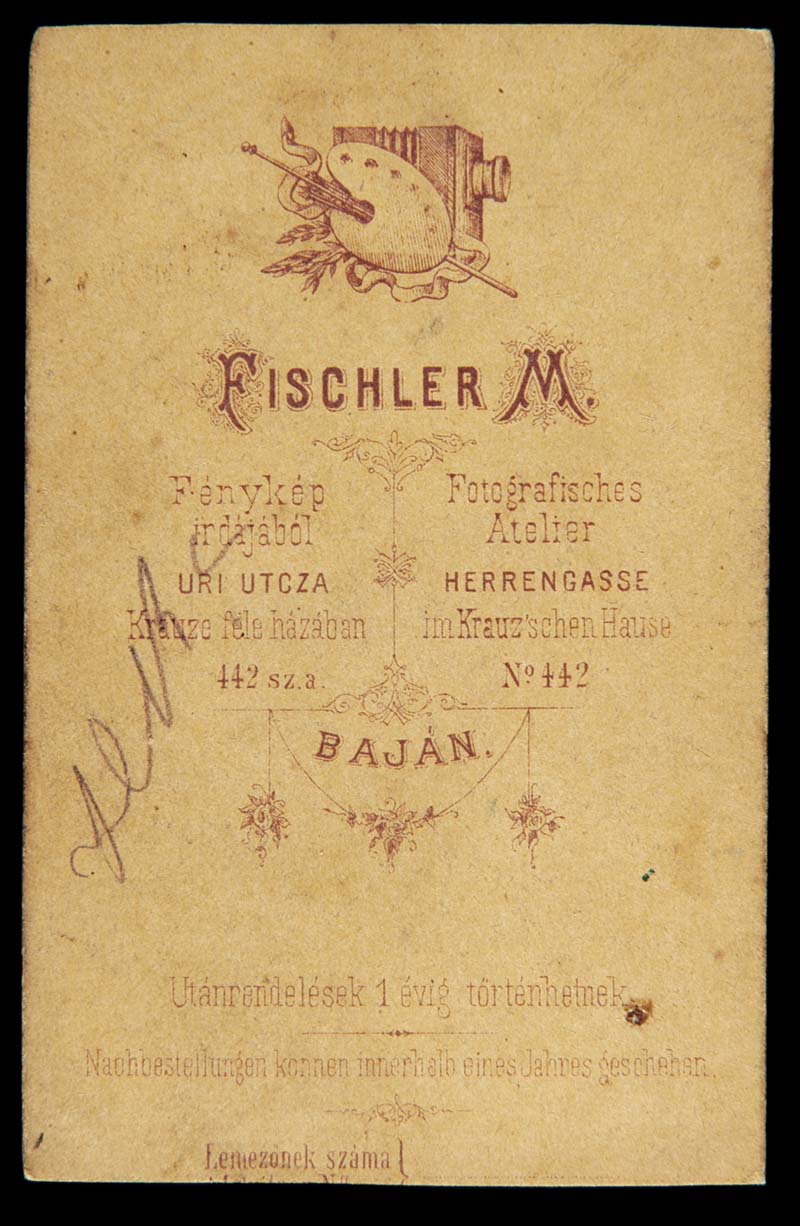 FISCHLER M.
Fénykép
irdájából
URI UTCZA
Krauze féle házában
442 sz.a.
Fotografisches
Atelier
HERRENGASSE
im Krauz'schen Hause
Nº 442
BAJÁN.
Utánrendelések 1 évig történhetnek
Nachbestellungen konnen innerhalb eines Jahres geschehen.
Lemezönek száma